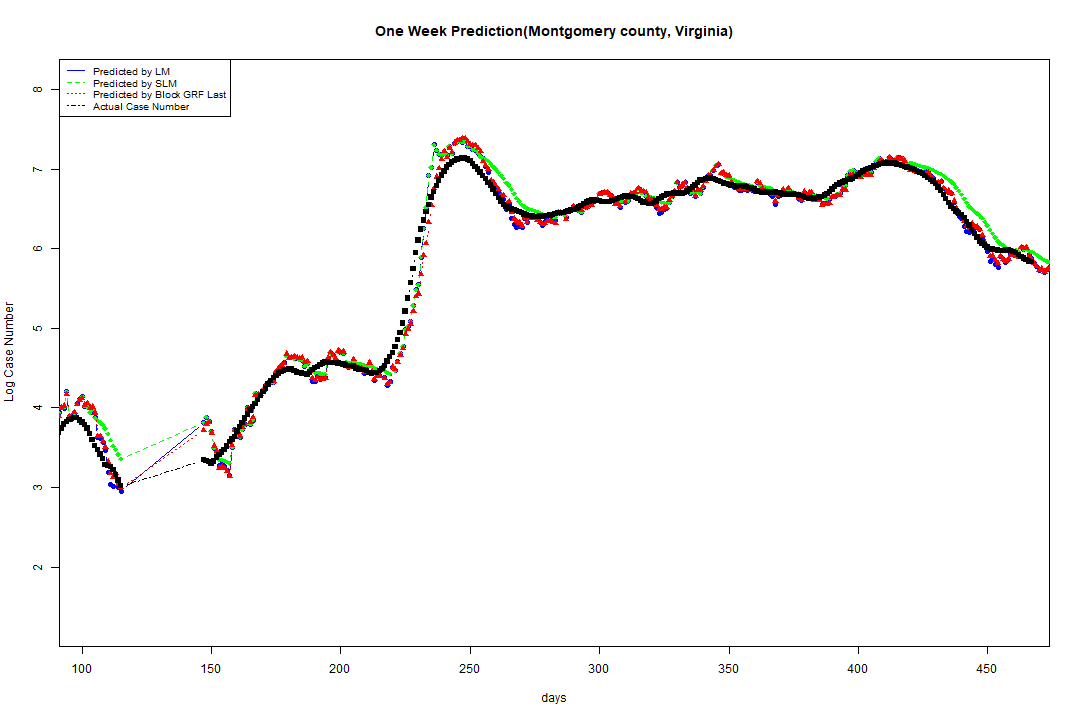 One Week Prediction(Montgomery county, Virginia)
Predicted by LM
Predicted by SLM
Predicted by Block GRF Last
Actual Case Number
Log Case Number
8
7
6
5
4
3
2
100 150 200 250 300 350 400 450
days